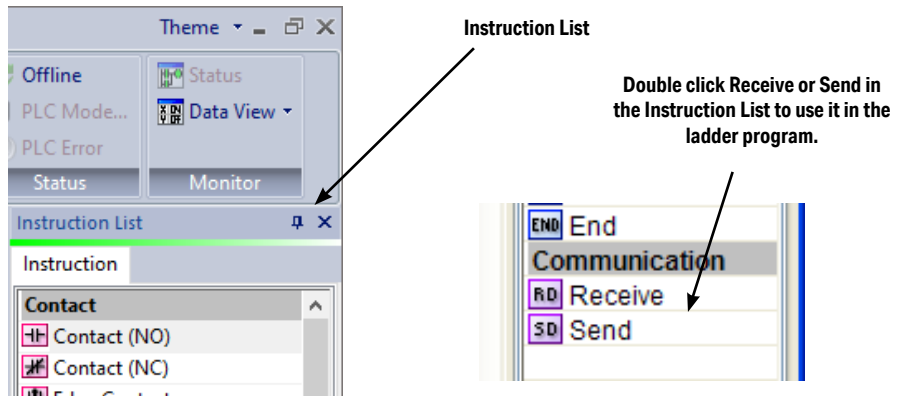 Theme
Offline
Status
PLC Mode...
Data View
PLC Error
Status
Monitor
Instruction List
Instruction
Contact
Contact (NO)
Contact (NC)
Instruction List
Double click Receive or Send in
the Instruction List to use it in the
ladder program.
END End
Communication
RD Receive
SD Send